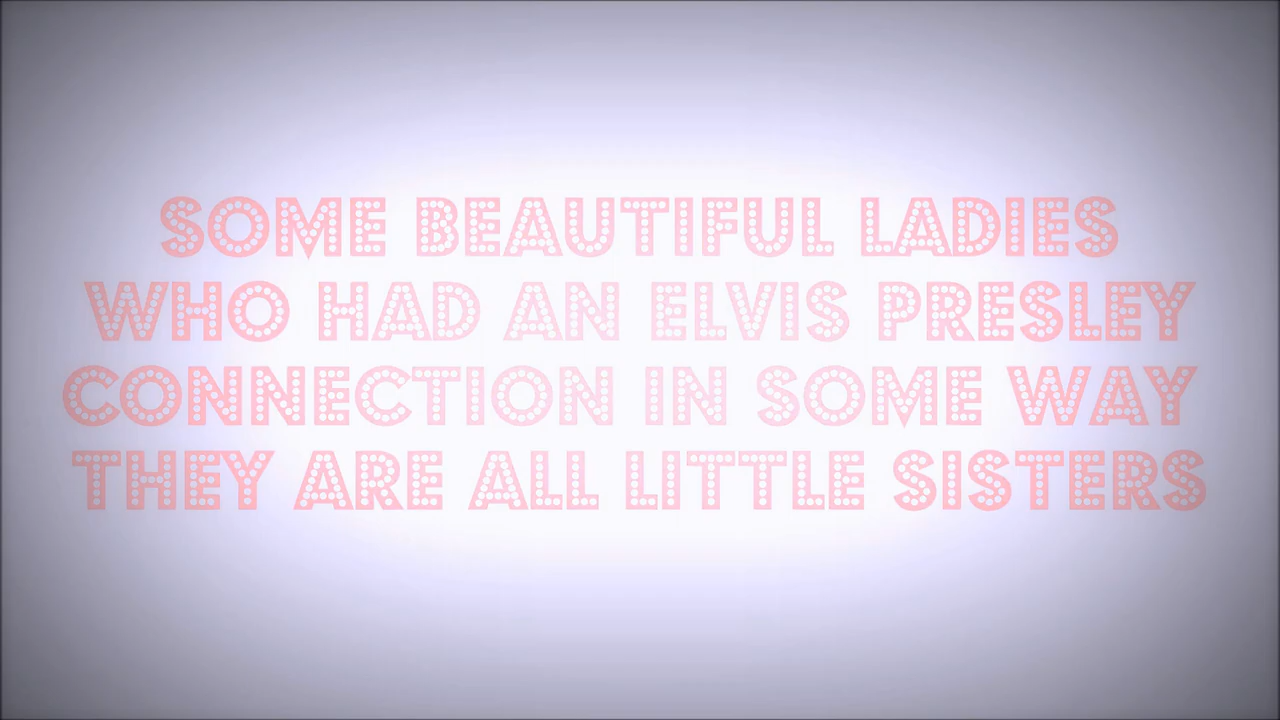 SOME BEAUTIFUL LADIES
WHO HAD AN ELVIS PRESLEY
CONNECTION IN SOME WAY
THEY ARE ALL LITTLE SISTERS